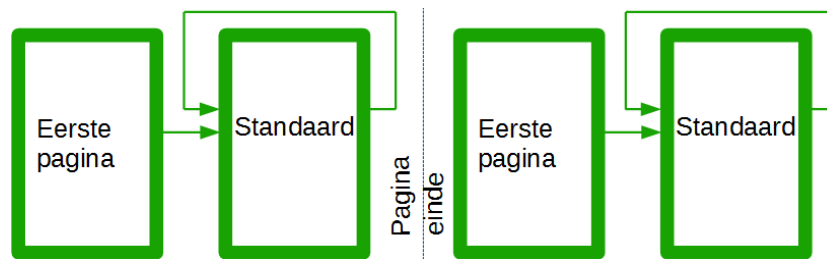 Eerste
pagina
Standaard
Pagina
einde
Eerste
pagina
Standaard